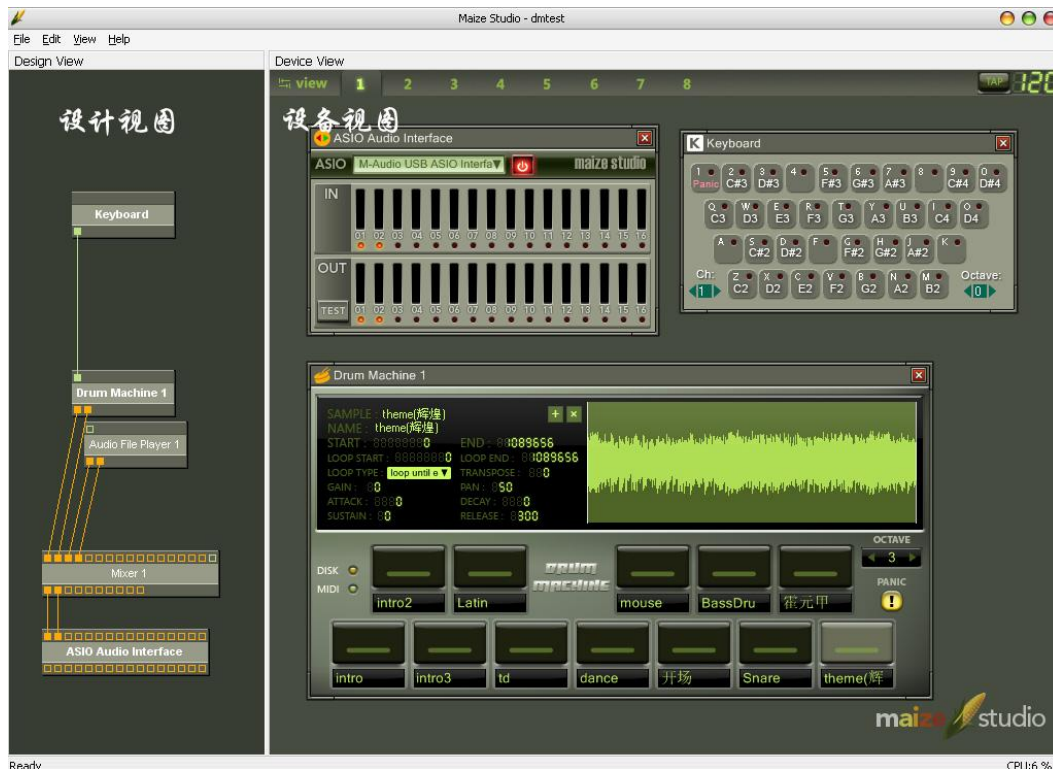 Maize Studio - dmtest
File Edit View Help
Design View
设计视图
Keyboard
Drum Machine 1
Audio File Player 1
Mixer 1
ASIO Audio Interface
Device View
view 1 2 3 4 5 6 7 8
TAP 120
设备视图
ASIO Audio Interface
ASIO M-Audio USB ASIO Interfa
maize studio
IN
01 02 03 04 05 06 07 08 09 10 11 12 13 14 15 16
OUT
TEST
01 02 03 04 05 06 07 08 09 10 11 12 13 14 15 16
K Keyboard
1 2 3 4 5 6 7 8 9 0
Panic C#3 D#3 F#3 G#3 A#3 C#4 D#4
Q W E R T Y U I O
C3 D3 E3 F3 G3 A3 B3 C4 D4
A S D F G H J K
C#2 D#2 F#2 G#2 A#2
Ch: Z X C V B N M Octave:
1 C2 D2 E2 F2 G2 A2 B2 0
Drum Machine 1
SAMPLE: theme(辉煌)
NAME: theme(辉煌)
START: 0 END: 1089656
LOOP START: 0 LOOP END: 1089656
LOOP TYPE: loop until e TRANSPOSE: 0
GAIN: 0 PAN: 50
ATTACK: 0 DECAY: 0
SUSTAIN: 0 RELEASE: 300
OCTAVE
3
PANIC
!
DISK
MIDI
DRUM
MACHINE
intro2 Latin mouse BassDru 霍元甲
intro intro3 td dance 开场 Snare theme(辉
maize studio
Ready
CPU:6 %